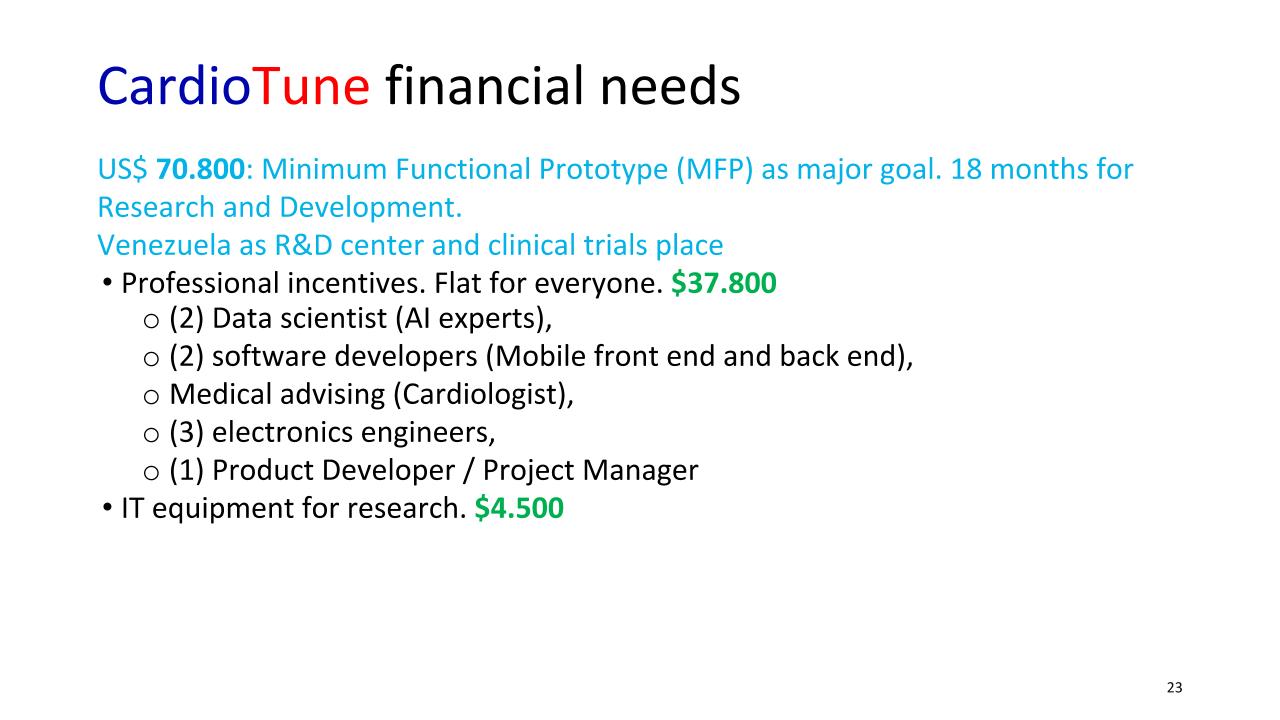 CardioTune financial needs
US$ 70.800: Minimum Functional Prototype (MFP) as major goal. 18 months for
Research and Development.
Venezuela as R&D center and clinical trials place
• Professional incentives. Flat for everyone. $37.800
o (2) Data scientist (AI experts),
o (2) software developers (Mobile front end and back end),
o Medical advising (Cardiologist),
o (3) electronics engineers,
o (1) Product Developer / Project Manager
• IT equipment for research. $4.500
23